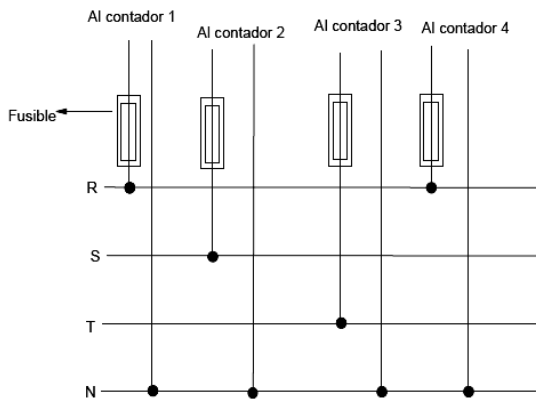 Al contador 1
Al contador 2
Al contador 3
Al contador 4
Fusible
R
S
T
N